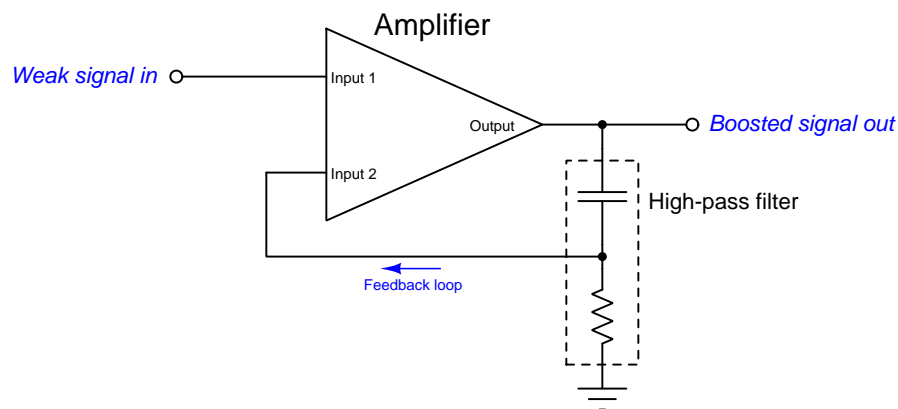 Amplifier
Weak signal in
Input 1
Output
Boosted signal out
Input 2
High-pass filter
Feedback loop